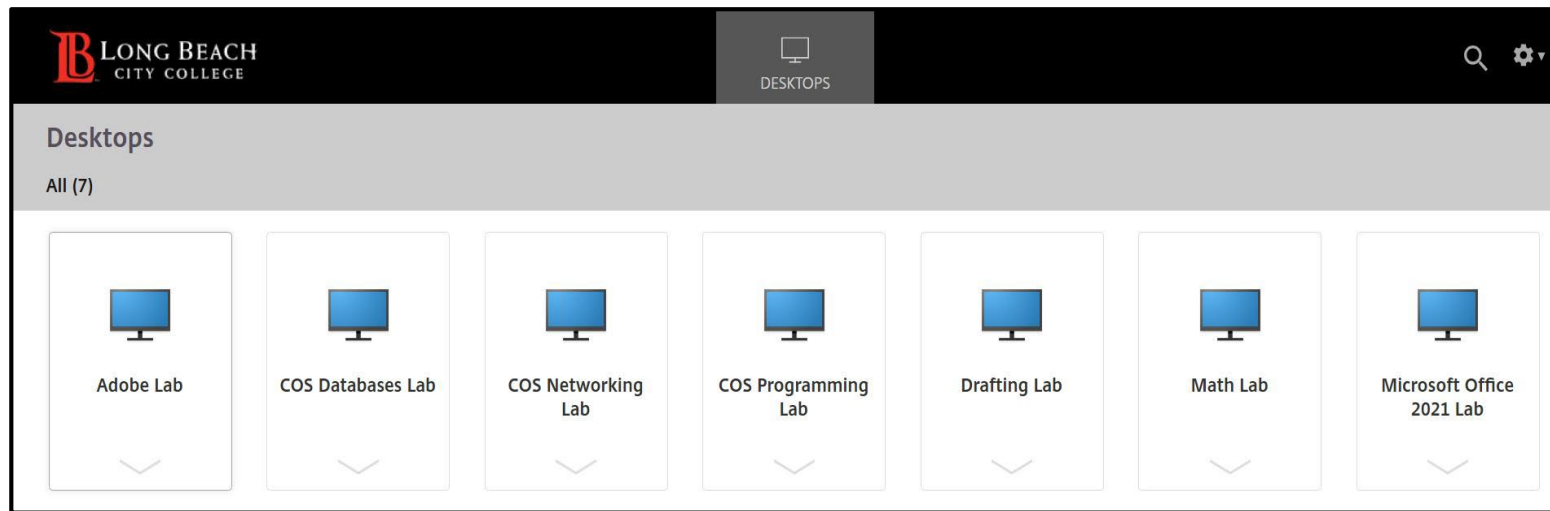 LONG BEACH
CITY COLLEGE
DESKTOPS
Desktops
All (7)
Adobe Lab
COS Databases Lab
COS Networking
Lab
COS Programming
Lab
Drafting Lab
Math Lab
Microsoft Office
2021 Lab